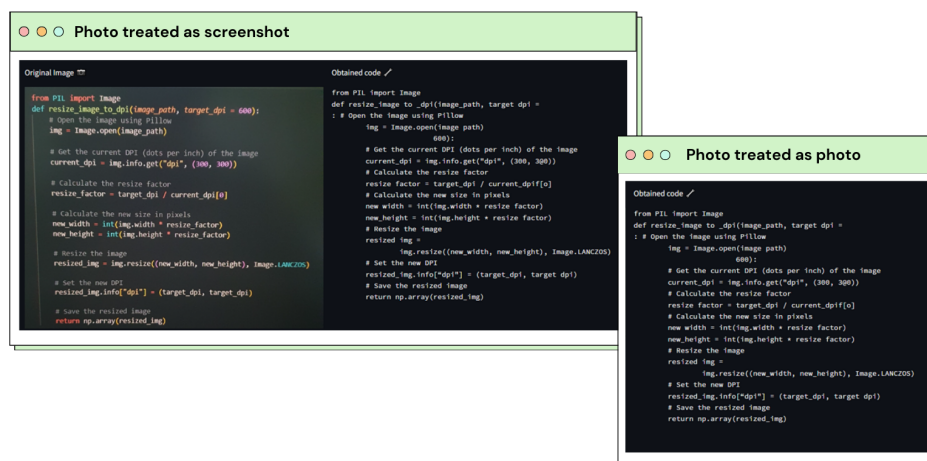 Photo treated as screenshot
Original Image
from PIL import Image
def resize_image_to_dpi(image_path, target_dpi = 600):
# Open the image using Pillow
img = Image.open(image_path)
# Get the current DPI (dots per inch) of the image
current_dpi = img.info.get("dpi", (300, 300))
# Calculate the resize factor
resize_factor = target_dpi / current_dpi[0]
# Calculate the new size in pixels
new_width = int(img.width * resize_factor)
new_height = int(img.height * resize_factor)
# Resize the image
resized_img = img.resize((new_width, new_height), Image.LANCZOS)
# Set the new DPI
resized_img.info["dpi"] = (target_dpi, target_dpi)
# Save the resized image
return np.array(resized_img)
Obtained code
from PIL import Image
def resize_image to _dpi(image_path, target dpi =
: # Open the image using Pillow
img = Image.open(image path)
600):
# Get the current DPI (dots per inch) of the image
current_dpi = img.info.get("dpi", (300, 300))
# Calculate the resize factor
resize factor = target_dpi / current_dpif[o]
# Calculate the new size in pixels
new width = int(img.width * resize factor)
new_height = int(img.height * resize factor)
# Resize the image
resized img =
img.resize((new_width, new_height), Image.LANCZOS)
# Set the new DPI
resized_img.info["dpi"] = (target_dpi, target dpi)
# Save the resized image
return np.array(resized_img)
Photo treated as photo
Obtained code
from PIL import Image
def resize_image to _dpi(image_path, target dpi =
: # Open the image using Pillow
img = Image.open(image path)
600):
# Get the current DPI (dots per inch) of the image
current_dpi = img.info.get("dpi", (300, 300))
# Calculate the resize factor
resize factor = target_dpi / current_dpif[o]
# Calculate the new size in pixels
new width = int(img.width * resize factor)
new_height = int(img.height * resize factor)
# Resize the image
resized img =
img.resize((new_width, new_height), Image.LANCZOS)
# Set the new DPI
resized_img.info["dpi"] = (target_dpi, target dpi)
# Save the resized image
return np.array(resized_img)